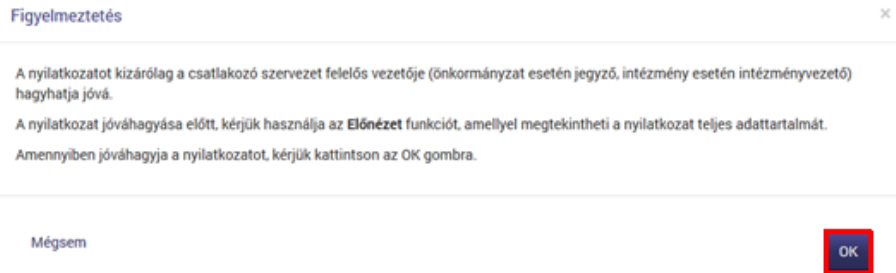 Figyelmeztetés
×
A nyilatkozatot kizárólag a csatlakozó szervezet felelős vezetője (önkormányzat esetén jegyző, intézmény esetén intézményvezető)
hagyhatja jóvá.
A nyilatkozat jóváhagyása előtt, kérjük használja az Előnézet funkciót, amellyel megtekintheti a nyilatkozat teljes adattartalmát.
Amennyiben jóváhagyja a nyilatkozatot, kérjük kattintson az OK gombra.
Mégsem
OK